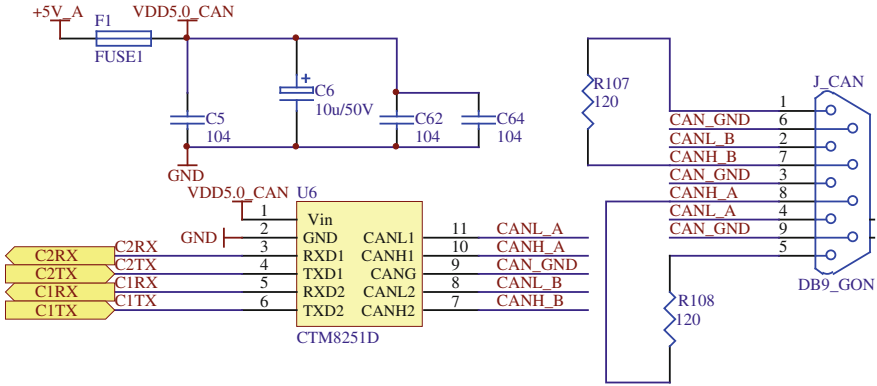 +5V_A
F1
VDD5.0_CAN
FUSE1
C5
104
C6
10u/50V
C62
104
C64
104
GND
R107
120
J_CAN
1
CAN_GND 6
CANL_B 2
CANH_B 7
CAN_GND 3
CANH_A 8
CANL_A 4
CAN_GND 9
5
DB9_GON
R108
120
VDD5.0_CAN
U6
1 Vin
GND 2 GND CANL1 11 CANL_A
C2RX C2RX 3 RXD1 CANH1 10 CANH_A
C2TX C2TX 4 TXD1 CANG 9 CAN_GND
C1RX C1RX 5 RXD2 CANL2 8 CANL_B
C1TX C1TX 6 TXD2 CANH2 7 CANH_B
CTM8251D